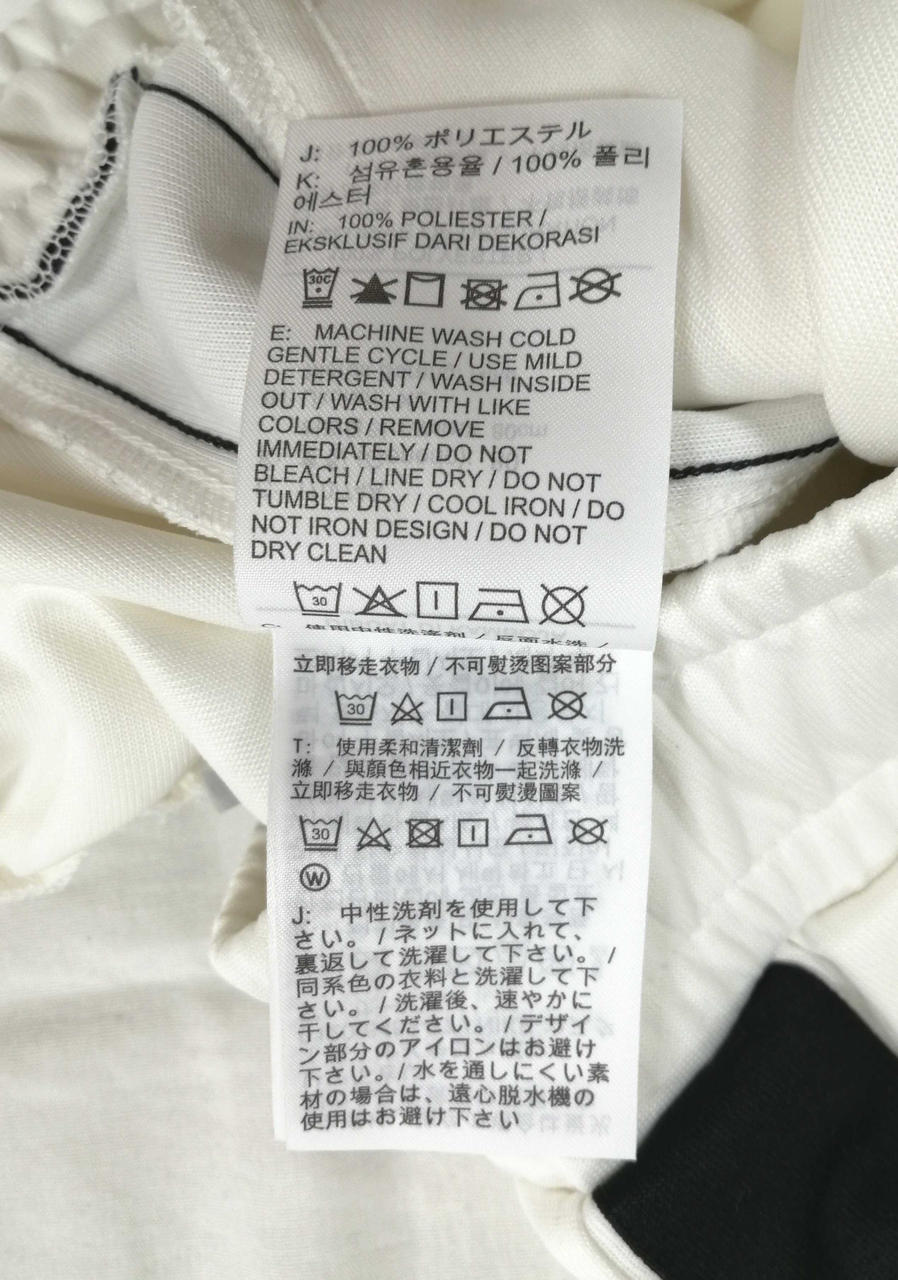 J: 100% ポリエステル
K: 섬유혼용율 / 100% 폴리
에스터
IN: 100% POLIESTER /
EKSKLUSIF DARI DEKORASI
30C
E: MACHINE WASH COLD
GENTLE CYCLE / USE MILD
DETERGENT / WASH INSIDE
OUT / WASH WITH LIKE
COLORS / REMOVE
IMMEDIATELY / DO NOT
BLEACH / LINE DRY / DO NOT
TUMBLE DRY / COOL IRON / DO
NOT IRON DESIGN / DO NOT
DRY CLEAN
30
使用中性洗涤剂 / 反面水洗 /
立即移走衣物 / 不可熨烫图案部分
30
T: 使用柔和清潔劑 / 反轉衣物洗
滌 / 與顏色相近衣物一起洗滌 /
立即移走衣物 / 不可熨燙圖案
30
W
J: 中性洗剤を使用して下
さい。 / ネットに入れて、
裏返して洗濯して下さい。 /
同系色の衣料と洗濯して下
さい。 / 洗濯後、速やかに
干してください。 / デザイ
ン部分のアイロンはお避け
下さい。 / 水を通しにくい素
材の場合は、遠心脱水機の
使用はお避け下さい